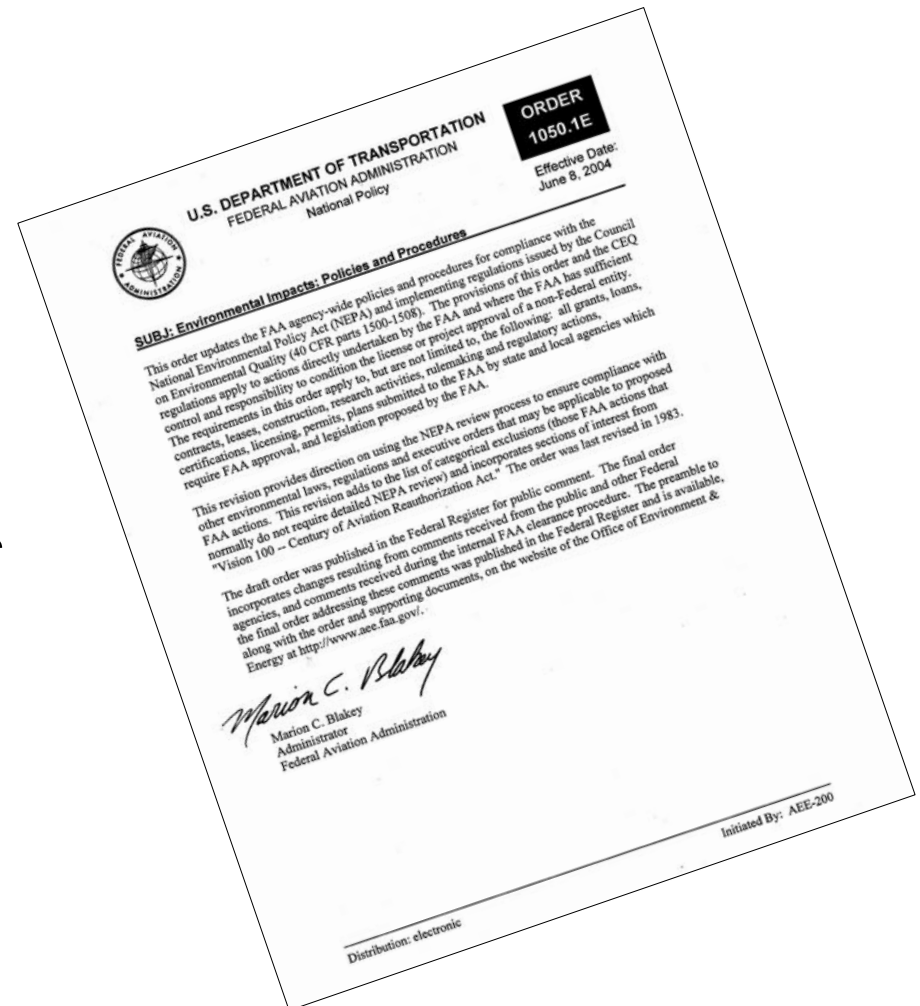 U.S. DEPARTMENT OF TRANSPORTATION
FEDERAL AVIATION ADMINISTRATION
National Policy
ORDER
1050.1E
Effective Date:
June 8, 2004
FEDERAL AVIATION
ADMINISTRATION
SUBJ: Environmental Impacts: Policies and Procedures
This order updates the FAA agency-wide policies and procedures for compliance with the
National Environmental Policy Act (NEPA) and implementing regulations issued by the Council
on Environmental Quality (40 CFR parts 1500-1508). The provisions of this order and the CEQ
regulations apply to actions directly undertaken by the FAA and where the FAA has sufficient
control and responsibility to condition the license or project approval of a non-Federal entity.
The requirements in this order apply to, but are not limited to, the following: all grants, loans,
contracts, leases, construction, research activities, rulemaking and regulatory actions,
certifications, licensing, permits, plans submitted to the FAA by state and local agencies which
require FAA approval, and legislation proposed by the FAA.
This revision provides direction on using the NEPA review process to ensure compliance with
other environmental laws, regulations and executive orders that may be applicable to proposed
FAA actions. This revision adds to the list of categorical exclusions (those FAA actions that
normally do not require detailed NEPA review) and incorporates sections of interest from
"Vision 100 -- Century of Aviation Reauthorization Act." The order was last revised in 1983.
The draft order was published in the Federal Register for public comment. The final order
incorporates changes resulting from comments received from the public and other Federal
agencies, and comments received during the internal FAA clearance procedure. The preamble to
the final order addressing these comments was published in the Federal Register and is available,
along with the order and supporting documents, on the website of the Office of Environment &
Energy at http://www.aee.faa.gov/.
Marion C. Blakey
Marion C. Blakey
Administrator
Federal Aviation Administration
Distribution: electronic
Initiated By: AEE-200